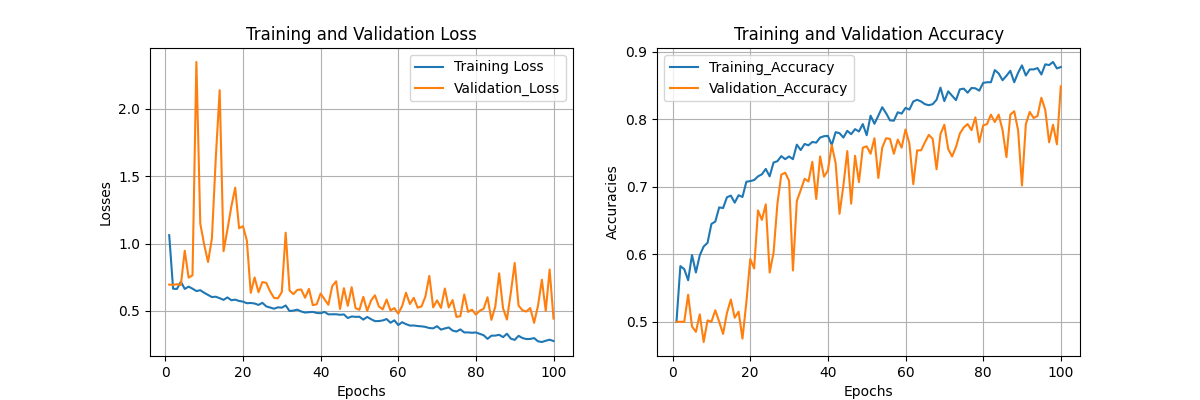 Training and Validation Loss
Training Loss
Validation_Loss
Losses
2.0
1.5
1.0
0.5
0 20 40 60 80 100
Epochs
Training and Validation Accuracy
Training_Accuracy
Validation_Accuracy
Accuracies
0.9
0.8
0.7
0.6
0.5
0 20 40 60 80 100
Epochs